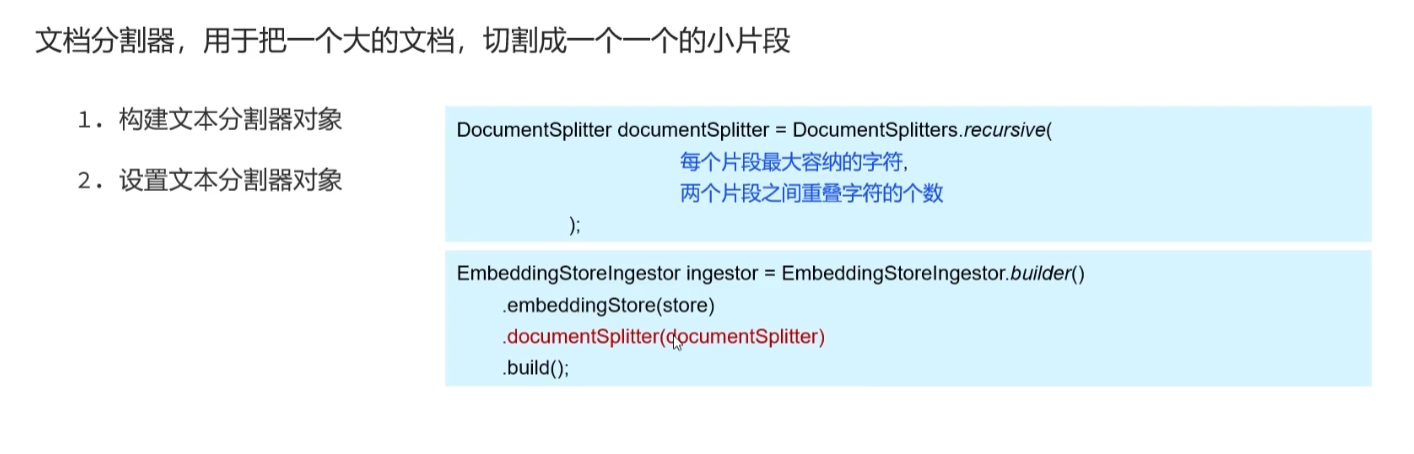 文档分割器，用于把一个大的文档，切割成一个一个的小片段
1. 构建文本分割器对象
2. 设置文本分割器对象
DocumentSplitter documentSplitter = DocumentSplitters.recursive(
每个片段最大容纳的字符,
两个片段之间重叠字符的个数
);
EmbeddingStoreIngestor ingestor = EmbeddingStoreIngestor.builder()
.embeddingStore(store)
.documentSplitter(documentSplitter)
.build();